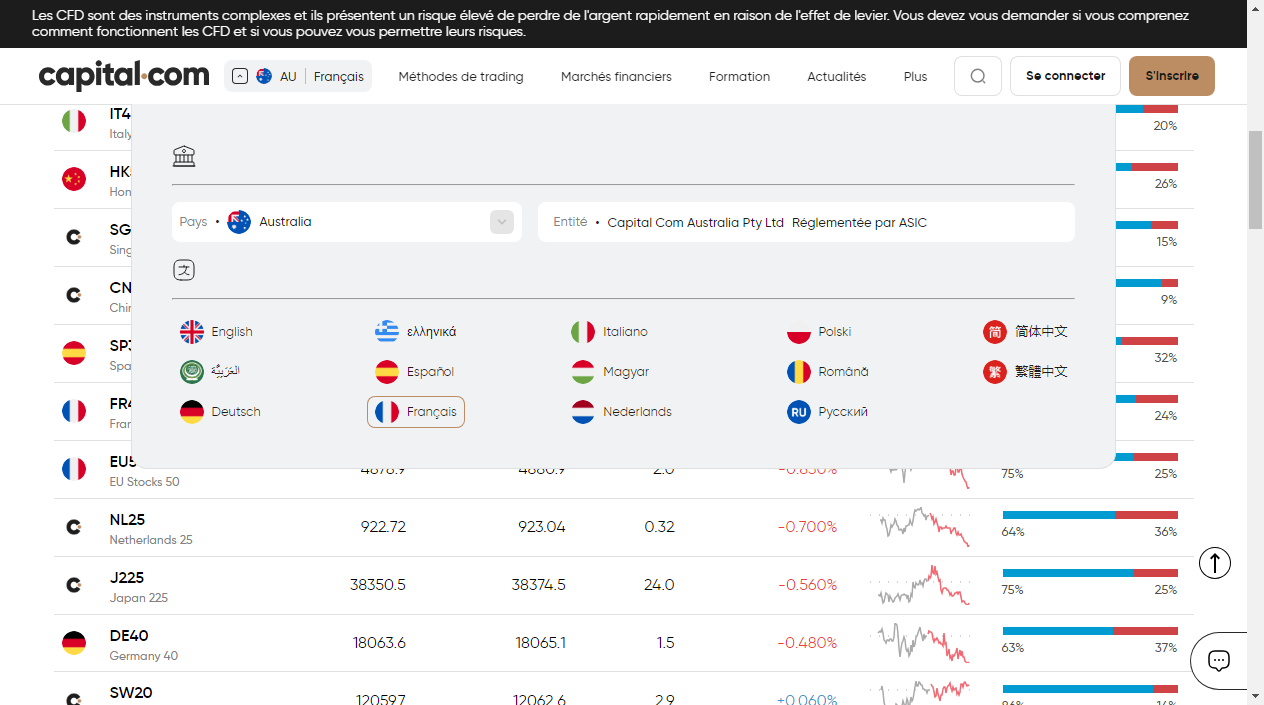 Les CFD sont des instruments complexes et ils présentent un risque élevé de perdre de l'argent rapidement en raison de l'effet de levier. Vous devez vous demander si vous comprenez
comment fonctionnent les CFD et si vous pouvez vous permettre leurs risques.
capital.com AU Français Méthodes de trading Marchés financiers Formation Actualités Plus Se connecter S'inscrire
IT4 20%
Italy
HK 26%
Hon
Pays • Australia Entité • Capital Com Australia Pty Ltd Réglementée par ASIC
SG 15%
Sing
CN 9%
Chin
English ελληνικά Italiano Polski 简 简体中文
SP3 32%
Spa
العَرَبِيَّة Español Magyar Română 繁 繁體中文
FR4 24%
Deutsch Français Nederlands RU Русский
Fran
EU5 4878.9 4880.9 2.0 -0.850% 75% 25%
EU Stocks 50
NL25 922.72 923.04 0.32 -0.700% 64% 36%
Netherlands 25
J225 38350.5 38374.5 24.0 -0.560% 75% 25%
Japan 225
DE40 18063.6 18065.1 1.5 -0.480% 63% 37%
Germany 40
SW20 12059.7 12062.6 2.9 +0.060% 86% 14%